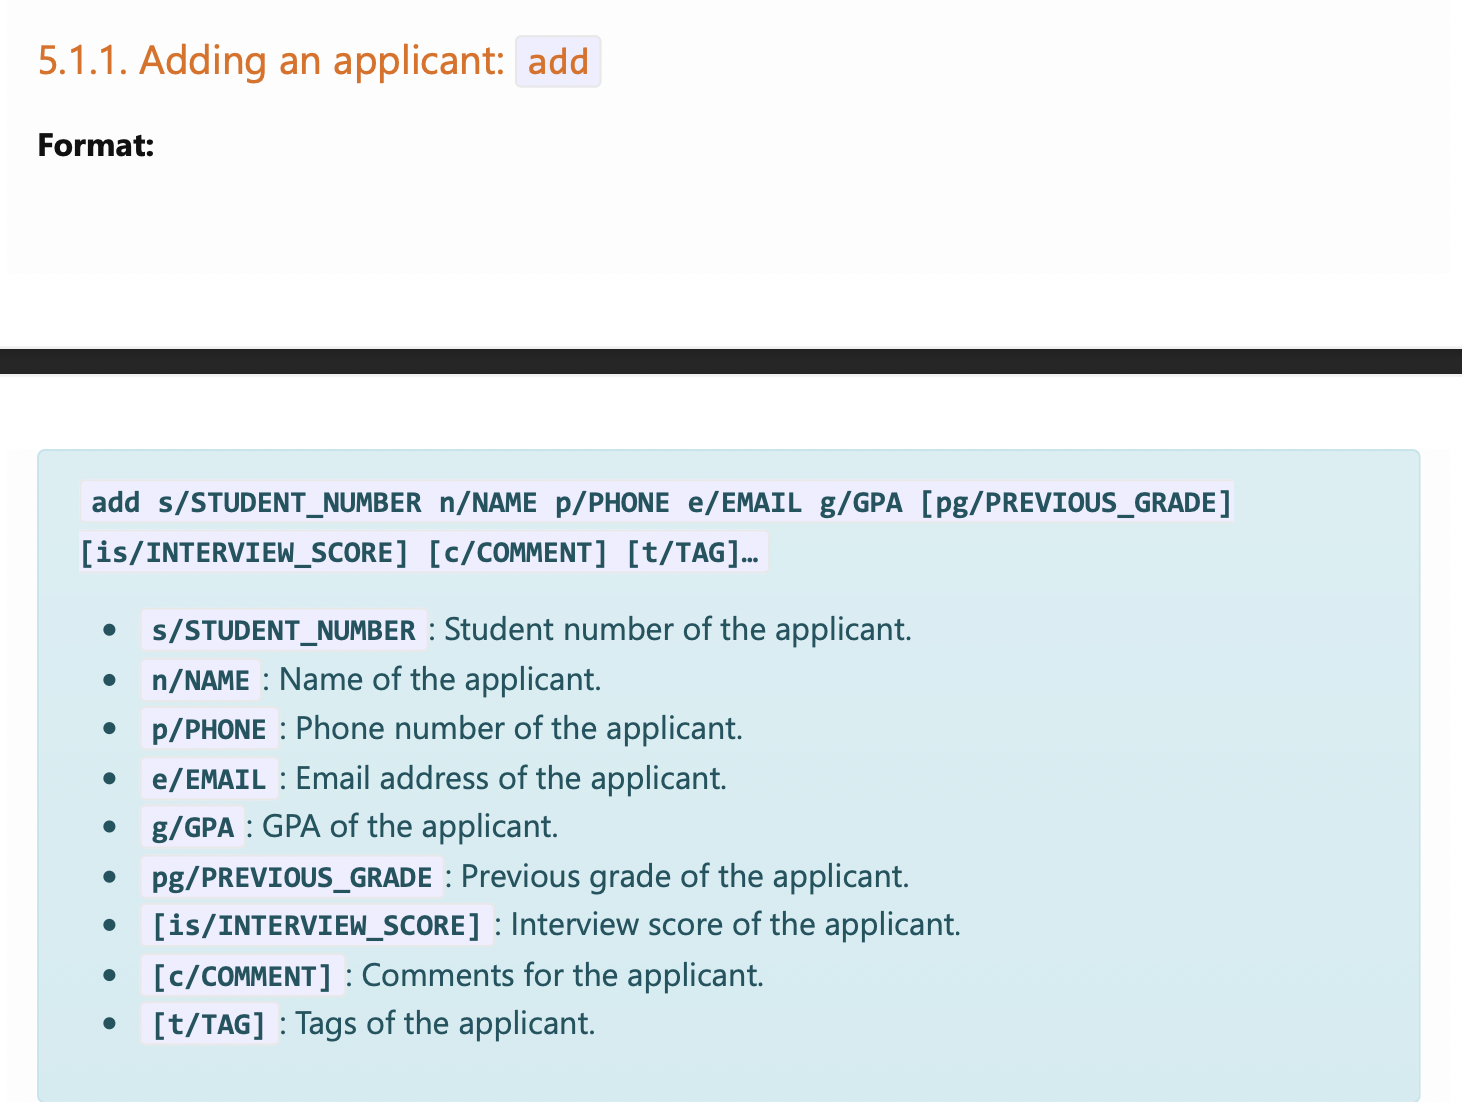 5.1.1. Adding an applicant: add
Format:
add s/STUDENT_NUMBER n/NAME p/PHONE e/EMAIL g/GPA [pg/PREVIOUS_GRADE]
[is/INTERVIEW_SCORE] [c/COMMENT] [t/TAG]…
• s/STUDENT_NUMBER : Student number of the applicant.
• n/NAME : Name of the applicant.
• p/PHONE : Phone number of the applicant.
• e/EMAIL : Email address of the applicant.
• g/GPA : GPA of the applicant.
• pg/PREVIOUS_GRADE : Previous grade of the applicant.
• [is/INTERVIEW_SCORE] : Interview score of the applicant.
• [c/COMMENT] : Comments for the applicant.
• [t/TAG] : Tags of the applicant.